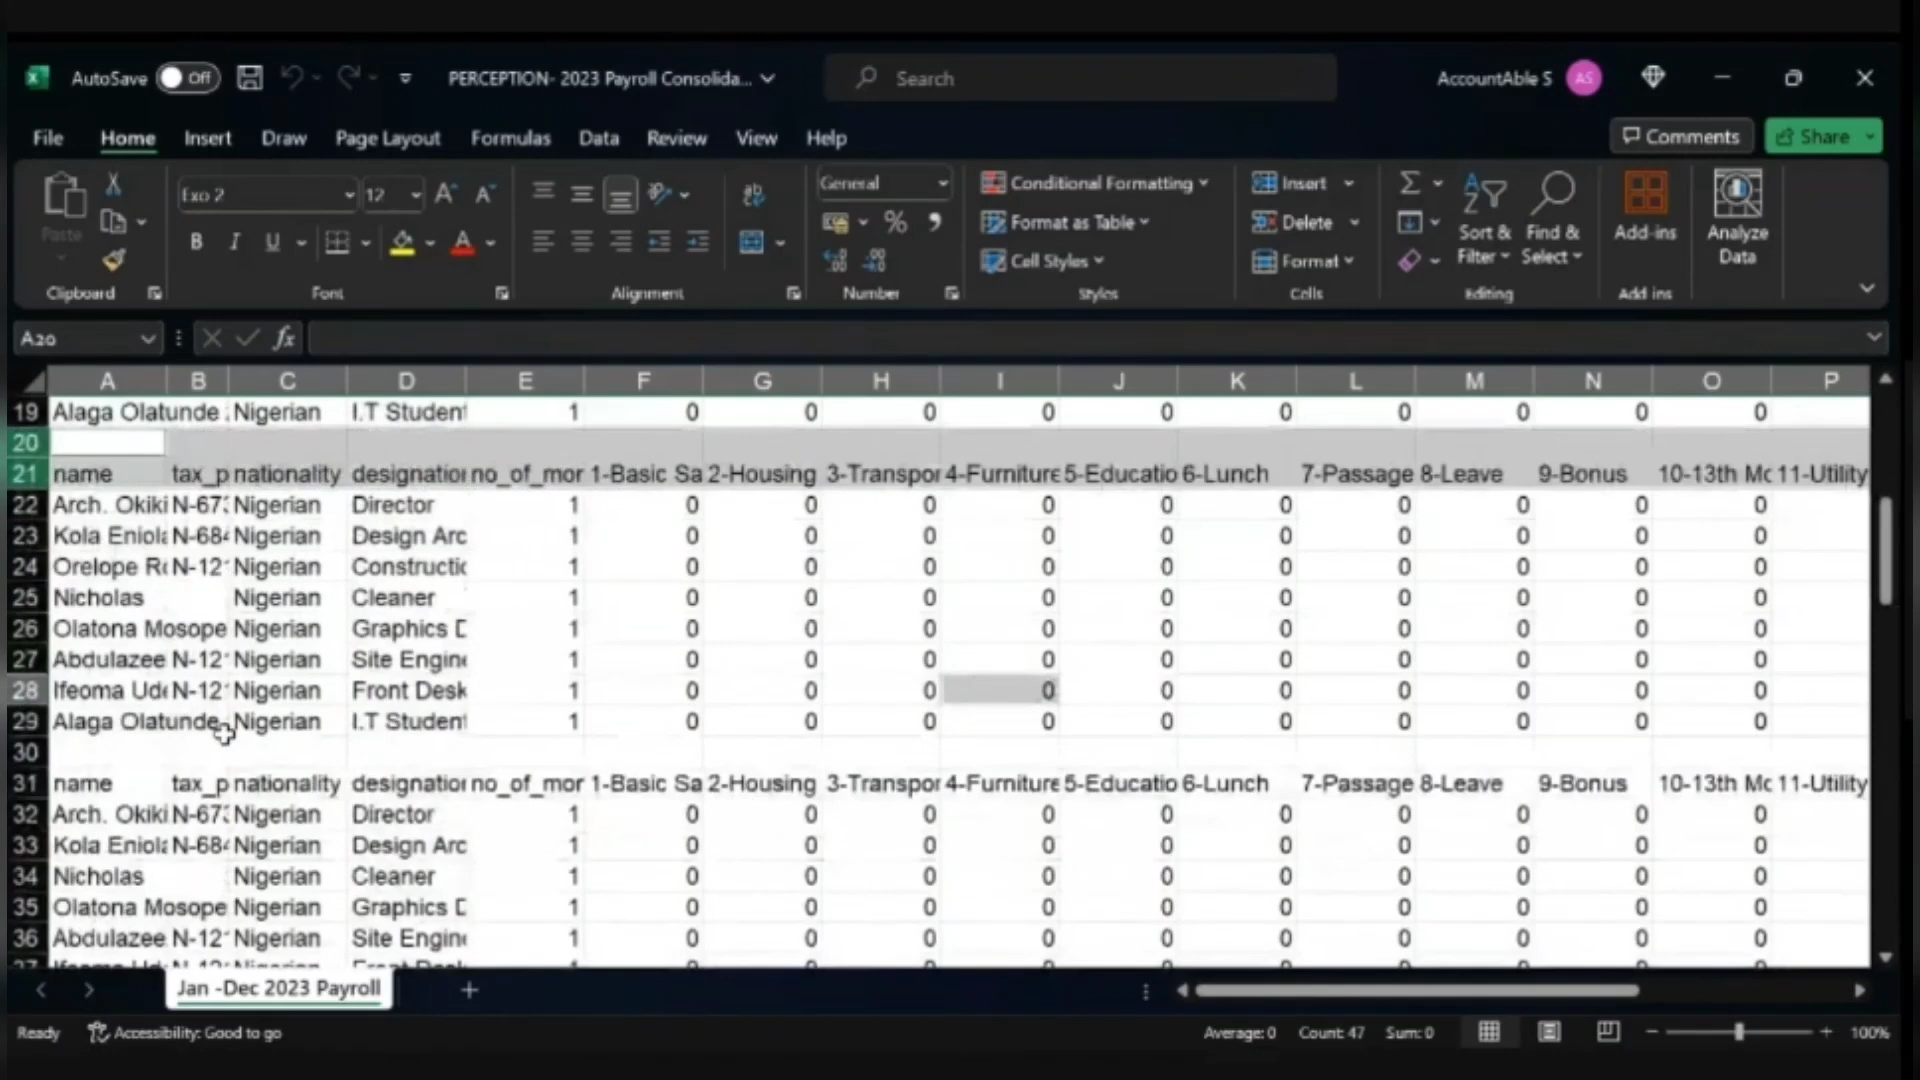 AutoSave Off PERCEPTION- 2023 Payroll Consolida... Search AccountAble S AS
File Home Insert Draw Page Layout Formulas Data Review View Help Comments Share
Paste Exo 2 12 General Conditional Formatting Insert
B I U Format as Table Delete Sort & Find & Add-ins Analyze
Cell Styles Format Filter Select Data
Clipboard Font Alignment Number Styles Cells Editing Add ins
A20 fx
A B C D E F G H I J K L M N O P
19 Alaga Olatunde Nigerian I.T Student 1 0 0 0 0 0 0 0 0 0 0
20
21 name tax_p nationality designation no_of_mor 1-Basic Sa 2-Housing 3-Transpor 4-Furniture 5-Educatio 6-Lunch 7-Passage 8-Leave 9-Bonus 10-13th Mo 11-Utility
22 Arch. Okiki N-673 Nigerian Director 1 0 0 0 0 0 0 0 0 0 0
23 Kola Eniola N-684 Nigerian Design Arc 1 0 0 0 0 0 0 0 0 0 0
24 Orelope Ro N-121 Nigerian Constructio 1 0 0 0 0 0 0 0 0 0 0
25 Nicholas Nigerian Cleaner 1 0 0 0 0 0 0 0 0 0 0
26 Olatona Mosope Nigerian Graphics D 1 0 0 0 0 0 0 0 0 0 0
27 Abdulazee N-121 Nigerian Site Engine 1 0 0 0 0 0 0 0 0 0 0
28 Ifeoma Ude N-121 Nigerian Front Desk 1 0 0 0 0 0 0 0 0 0 0
29 Alaga Olatunde Nigerian I.T Student 1 0 0 0 0 0 0 0 0 0 0
30
31 name tax_p nationality designation no_of_mor 1-Basic Sa 2-Housing 3-Transpor 4-Furniture 5-Educatio 6-Lunch 7-Passage 8-Leave 9-Bonus 10-13th Mo 11-Utility
32 Arch. Okiki N-673 Nigerian Director 1 0 0 0 0 0 0 0 0 0 0
33 Kola Eniola N-684 Nigerian Design Arc 1 0 0 0 0 0 0 0 0 0 0
34 Nicholas Nigerian Cleaner 1 0 0 0 0 0 0 0 0 0 0
35 Olatona Mosope Nigerian Graphics D 1 0 0 0 0 0 0 0 0 0 0
36 Abdulazee N-121 Nigerian Site Engine 1 0 0 0 0 0 0 0 0 0 0
Jan -Dec 2023 Payroll
Ready Accessibility: Good to go Average: 0 Count: 47 Sum: 0 100%